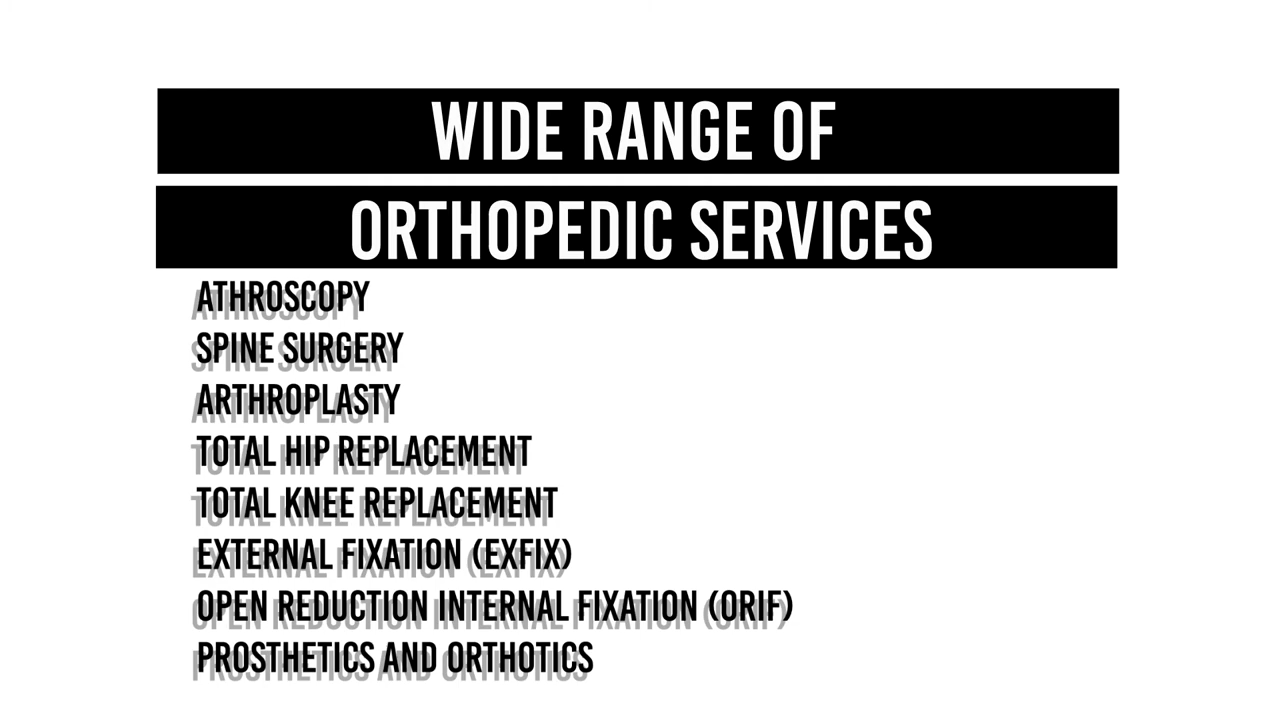 WIDE RANGE OF
ORTHOPEDIC SERVICES
ATHROSCOPY
SPINE SURGERY
ARTHROPLASTY
TOTAL HIP REPLACEMENT
TOTAL KNEE REPLACEMENT
EXTERNAL FIXATION (EXFIX)
OPEN REDUCTION INTERNAL FIXATION (ORIF)
PROSTHETICS AND ORTHOTICS